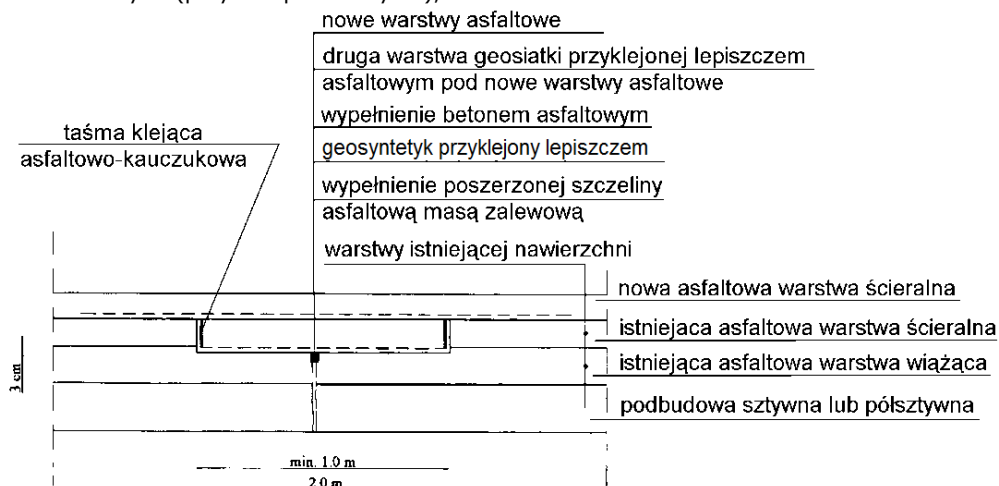 nowe warstwy asfaltowe
druga warstwa geosiatki przyklejonej lepiszczem
asfaltowym pod nowe warstwy asfaltowe
wypełnienie betonem asfaltowym
taśma klejąca
asfaltowo-kauczukowa
geosyntetyk przyklejony lepiszczem
wypełnienie poszerzonej szczeliny
asfaltową masą zalewową
warstwy istniejącej nawierzchni
nowa asfaltowa warstwa ścieralna
istniejaca asfaltowa warstwa ścieralna
istniejąca asfaltowa warstwa wiążąca
podbudowa sztywna lub półsztywna
3 cm
min. 1.0 m
2.0 m